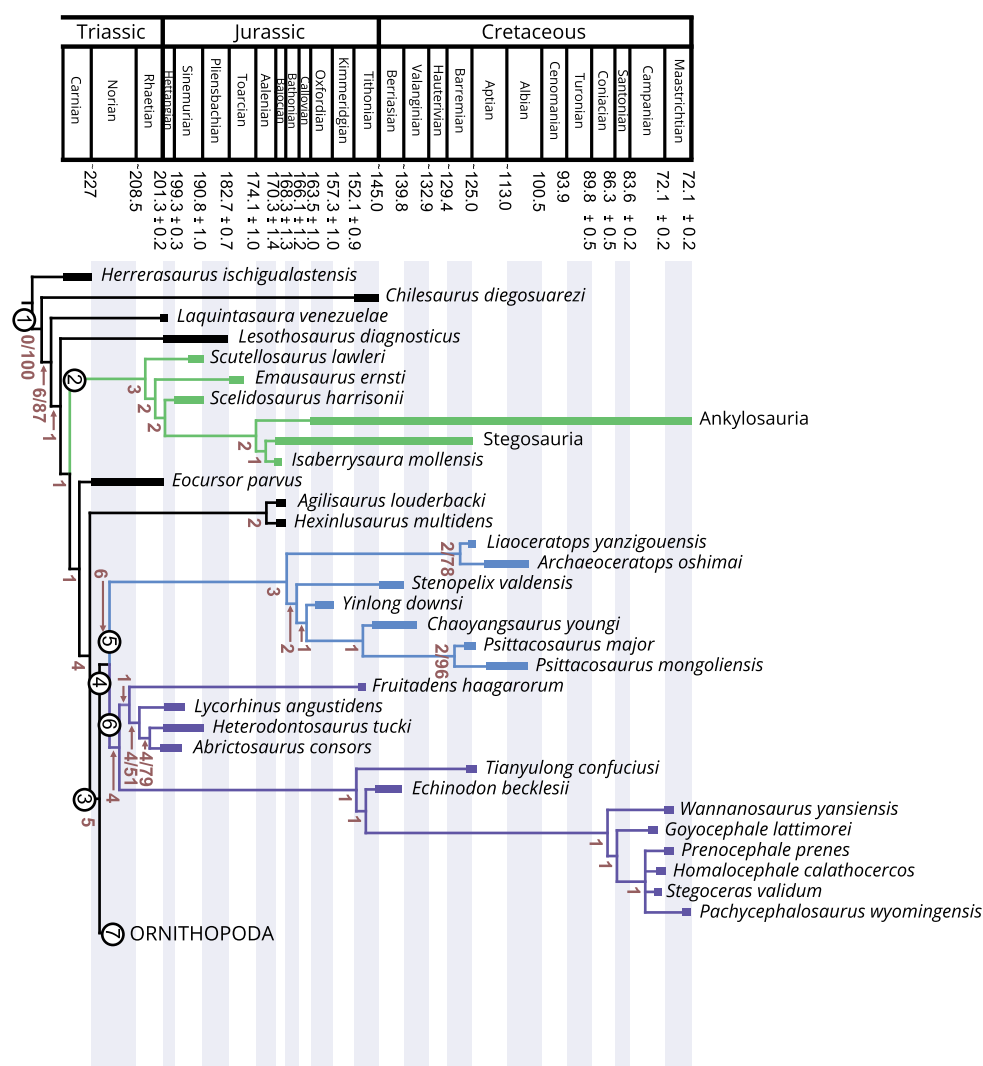 Triassic
Jurassic
Cretaceous
Carnian
Norian
Rhaetian
Hettangian
Sinemurian
Pliensbachian
Toarcian
Aalenian
Bajocian
Bathonian
Callovian
Oxfordian
Kimmeridgian
Tithonian
Berriasian
Valanginian
Hauterivian
Barremian
Aptian
Albian
Cenomanian
Turonian
Coniacian
Santonian
Campanian
Maastrichtian
~227
~208.5
201.3 ± 0.2
199.3 ± 0.3
190.8 ± 1.0
182.7 ± 0.7
174.1 ± 1.0
170.3 ± 1.4
168.3 ± 1.3
166.1 ± 1.2
163.5 ± 1.0
157.3 ± 1.0
152.1 ± 0.9
~145.0
~139.8
~132.9
~129.4
~125.0
~113.0
100.5
93.9
89.8 ± 0.5
86.3 ± 0.5
83.6 ± 0.2
72.1 ± 0.2
72.1 ± 0.2
Herrerasaurus ischigualastensis
Chilesaurus diegosuarezi
1
Laquintasaura venezuelae
0/100
Lesothosaurus diagnosticus
Scutellosaurus lawleri
2
Emausaurus ernsti
6/87
3
Scelidosaurus harrisonii
2
1
2
Ankylosauria
2
Stegosauria
1
Isaberrysaura mollensis
1
Eocursor parvus
Agilisaurus louderbacki
2
Hexinlusaurus multidens
Liaoceratops yanzigouensis
2/78
Archaeoceratops oshimai
1
6
3
Stenopelix valdensis
Yinlong downsi
Chaoyangsaurus youngi
5
2
1
1
Psittacosaurus major
2/96
4
Psittacosaurus mongoliensis
4
1
Fruitadens haagarorum
Lycorhinus angustidens
6
Heterodontosaurus tucki
Abrictosaurus consors
4/51
4/79
Tianyulong confuciusi
4
Echinodon becklesii
3
1
5
1
Wannanosaurus yansiensis
Goyocephale lattimorei
1
Prenocephale prenes
1
Homalocephale calathocercos
1
Stegoceras validum
Pachycephalosaurus wyomingensis
7
ORNITHOPODA